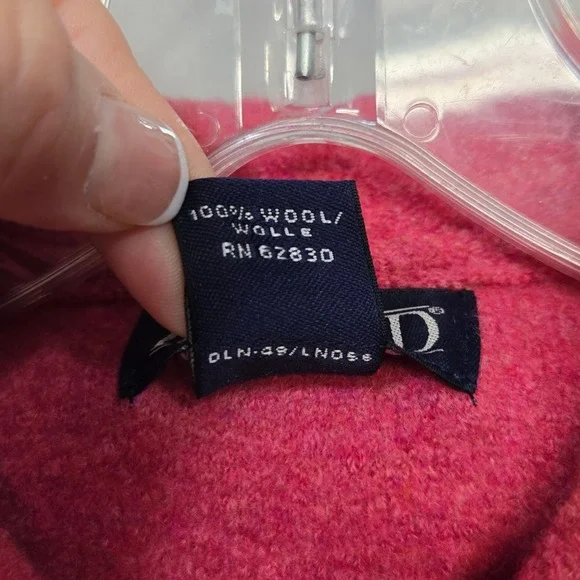 100% WOOL/
WOLLE
RN 62830
D®
DLN-49/LN056